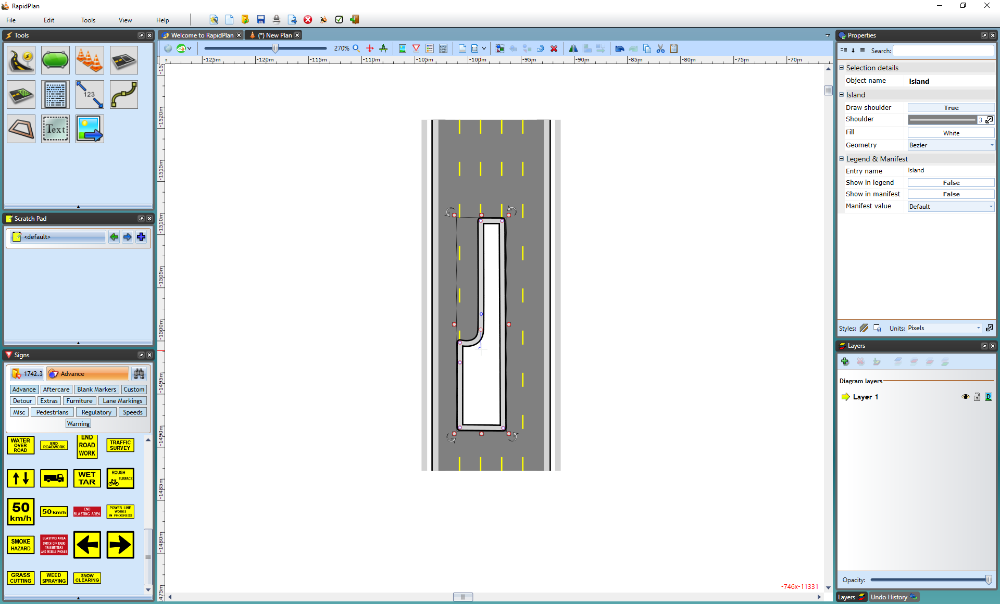 RapidPlan
File Edit Tools View Help
Tools
Welcome to RapidPlan
(*) New Plan
Properties
270%
Search:
-125m -120m -115m -110m -105m -100m -95m -90m -85m -80m -75m -70m
Selection details
Object name Island
Island
Draw shoulder True
Shoulder 3
Fill White
Geometry Bezier
Legend & Manifest
Entry name Island
Show in legend False
Show in manifest False
Manifest value Default
123
Text
-1520m
-1515m
-1510m
-1505m
-1500m
-1495m
-1490m
-1485m
-1480m
Scratch Pad
<default>
Styles: Units: Pixels
Layers
Diagram layers
Layer 1
D
Opacity:
Layers Undo History
Signs
1742.3 Advance
Advance Aftercare Blank Markers Custom
Detour Extras Furniture Lane Markings
Misc Pedestrians Regulatory Speeds
Warning
WATER
OVER
ROAD
END
ROADWORK
END
ROAD
WORK
TRAFFIC
SURVEY
WET
TAR
ROUGH
SURFACE
50
km/h
50 km/h
END
BLASTING AREA
POWER LINE
WORKS
IN PROGRESS
SMOKE
HAZARD
BLASTING AREA
SWITCH OFF RADIO
TRANSMITTERS
AND MOBILE PHONES
GRASS
CUTTING
WEED
SPRAYING
SNOW
CLEARING
-746x-11331